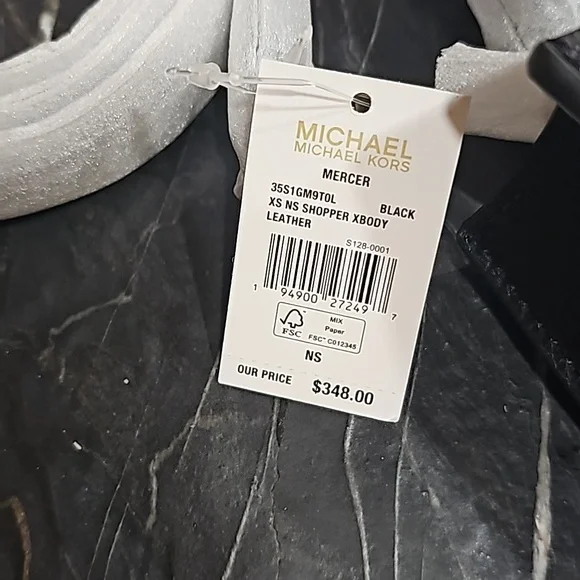 MICHAEL
MICHAEL KORS
MERCER
35S1GM9T0L BLACK
XS NS SHOPPER XBODY
LEATHER
S128-0001
1 94900 27249 7
FSC
MIX
Paper
FSC™ C012345
NS
OUR PRICE $348.00